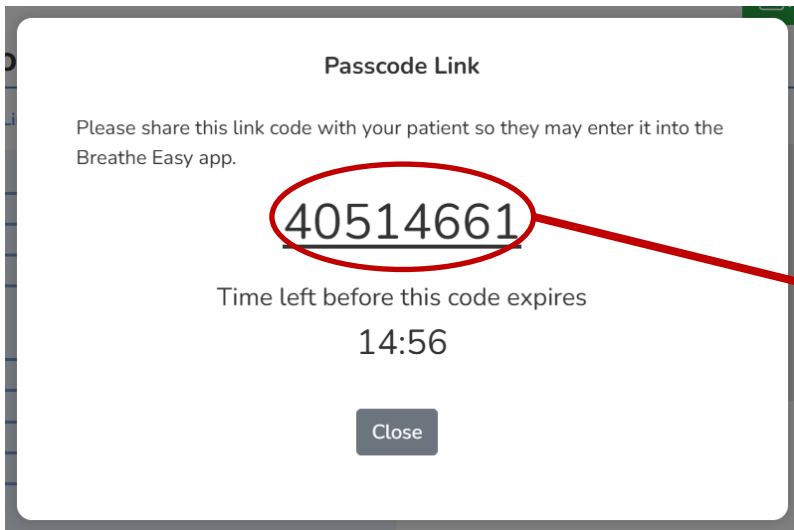 Passcode Link
Please share this link code with your patient so they may enter it into the
Breathe Easy app.
40514661
Time left before this code expires
14:56
Close